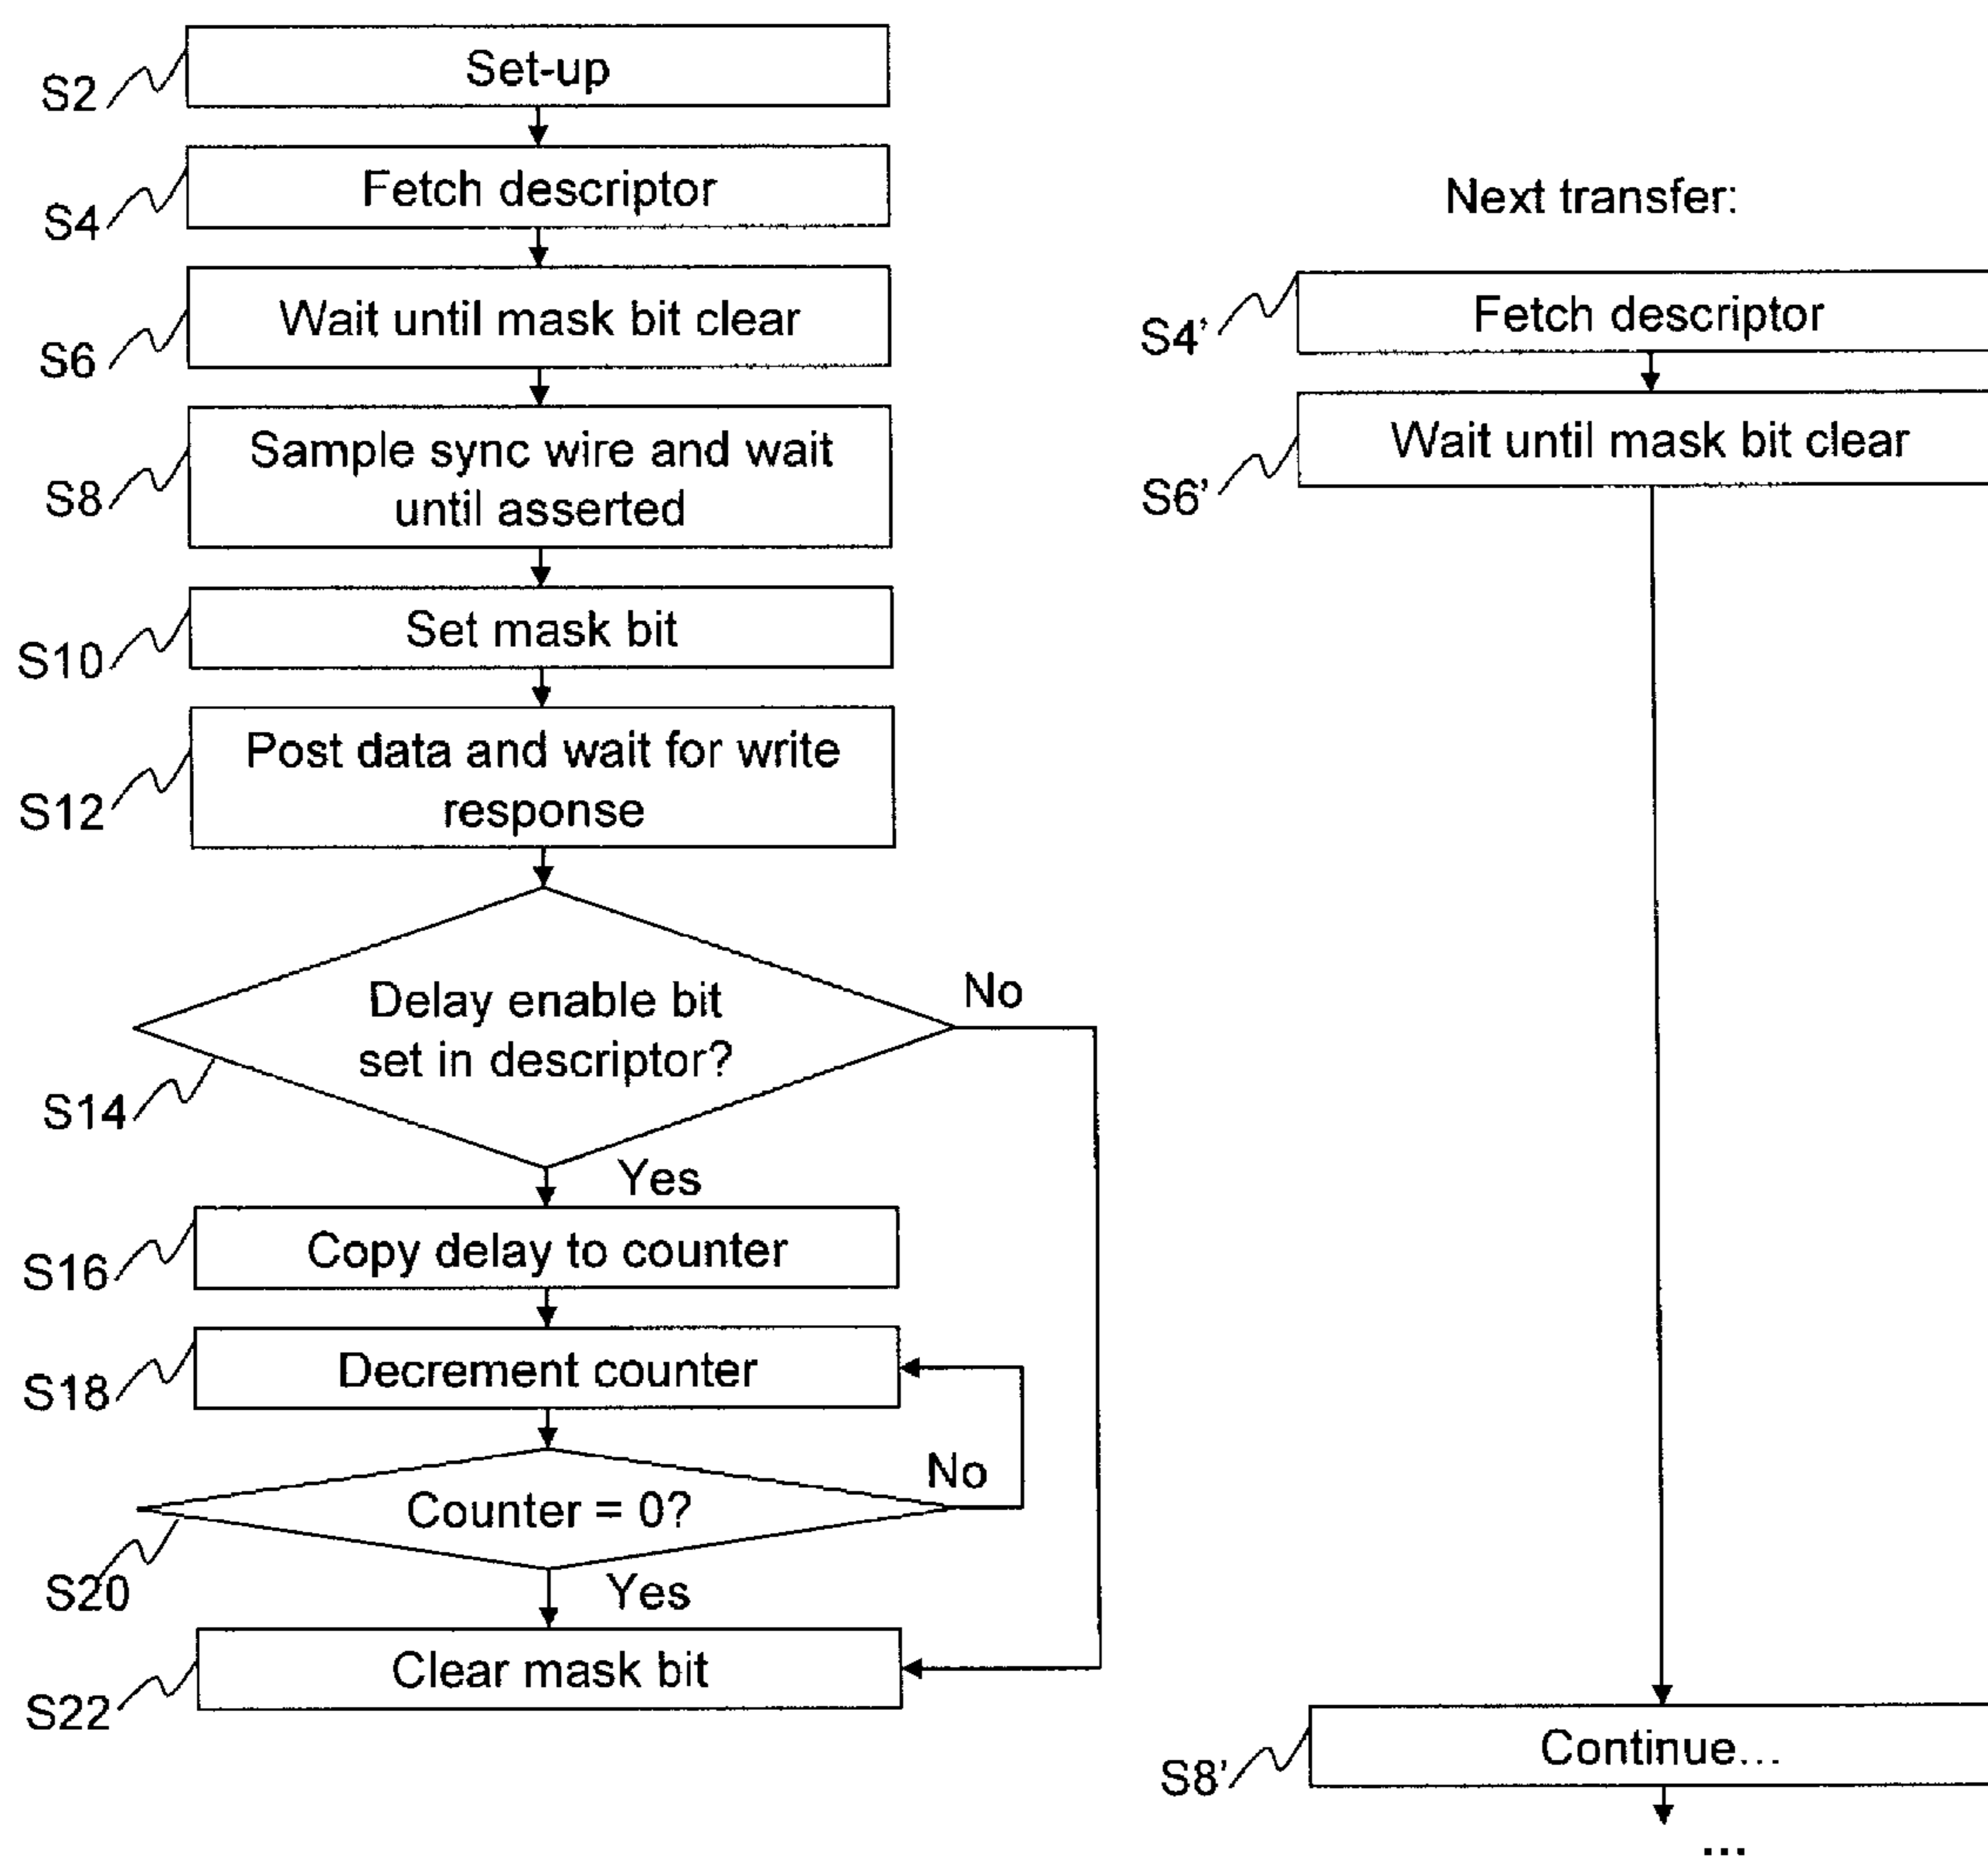 S2
Set-up
S4
Fetch descriptor
S6
Wait until mask bit clear
S8
Sample sync wire and wait
until asserted
S10
Set mask bit
S12
Post data and wait for write
response
S14
Delay enable bit
set in descriptor?
No
Yes
S16
Copy delay to counter
S18
Decrement counter
S20
Counter = 0?
No
Yes
S22
Clear mask bit
Next transfer:
S4'
Fetch descriptor
S6'
Wait until mask bit clear
S8'
Continue...
...